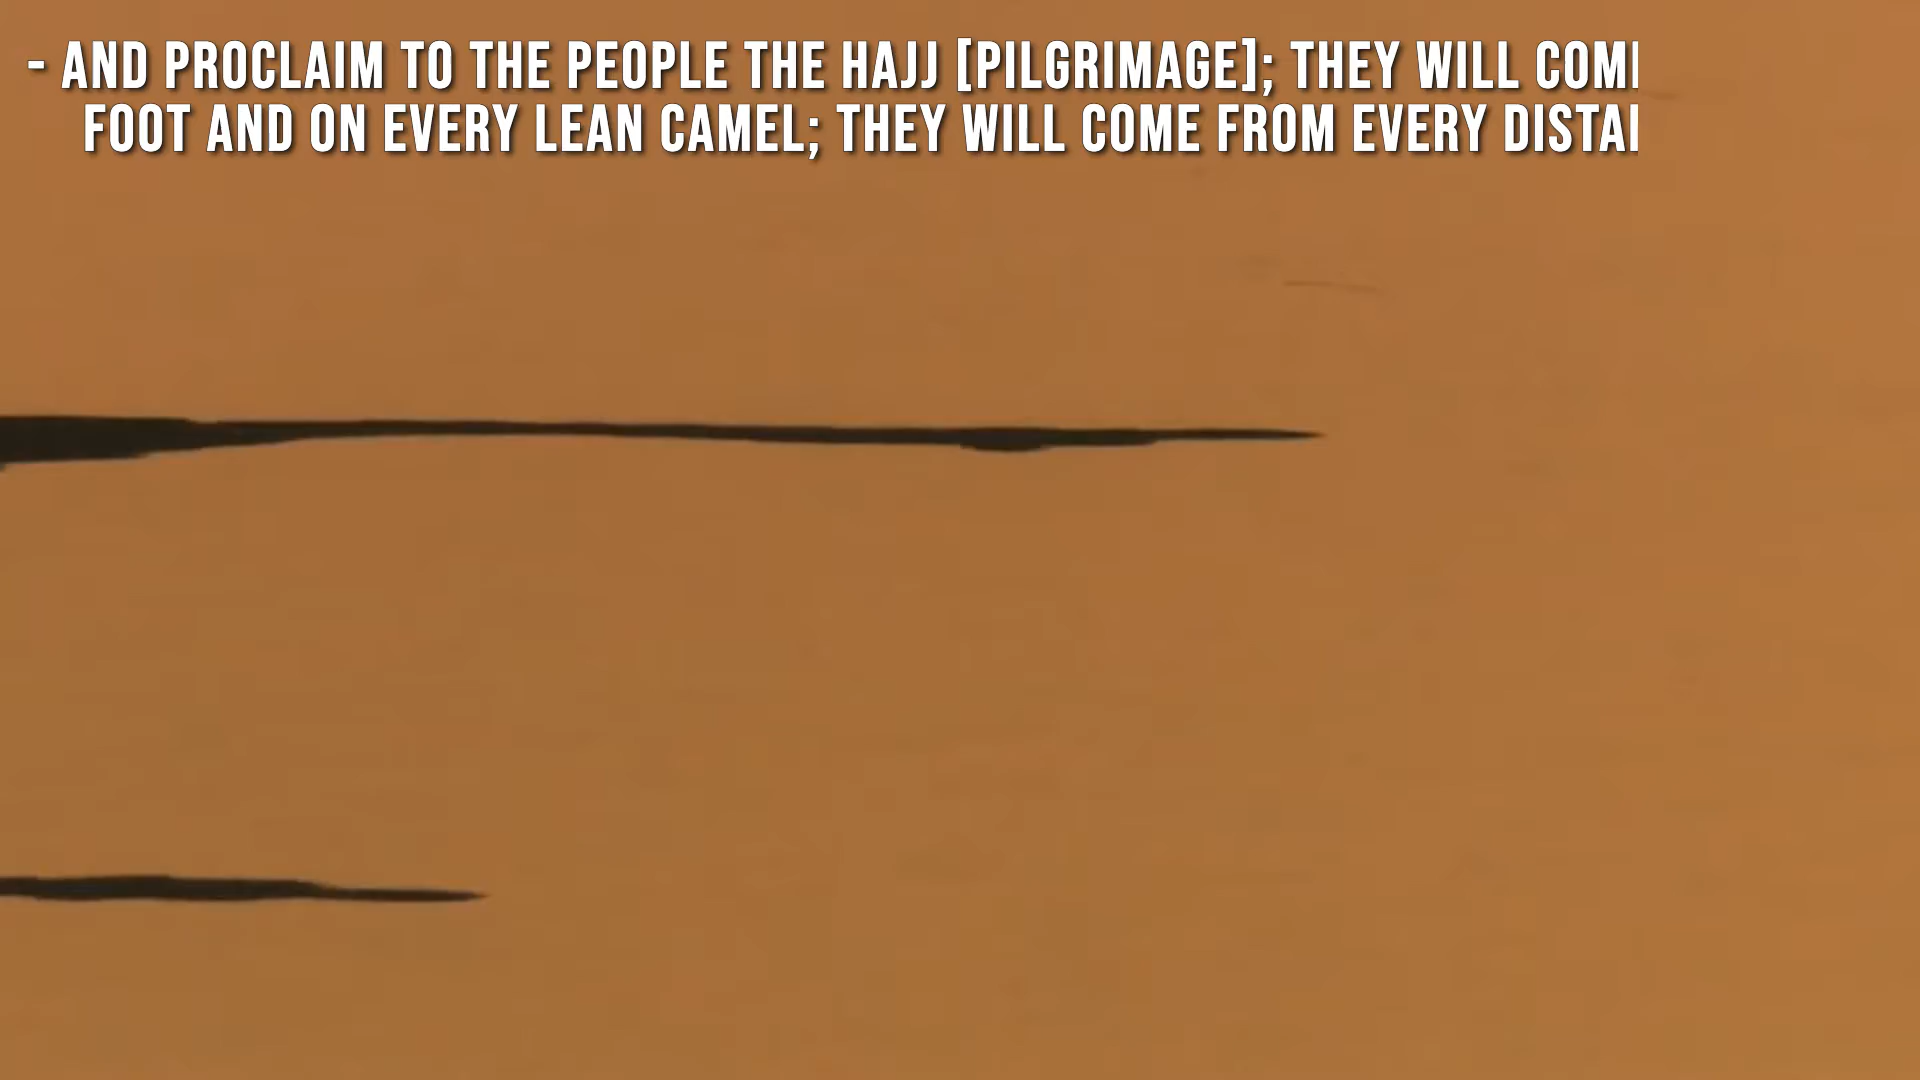 - AND PROCLAIM TO THE PEOPLE THE HAJJ [PILGRIMAGE]; THEY WILL
FOOT AND ON EVERY LEAN CAMEL; THEY WILL COME FROM EVERY